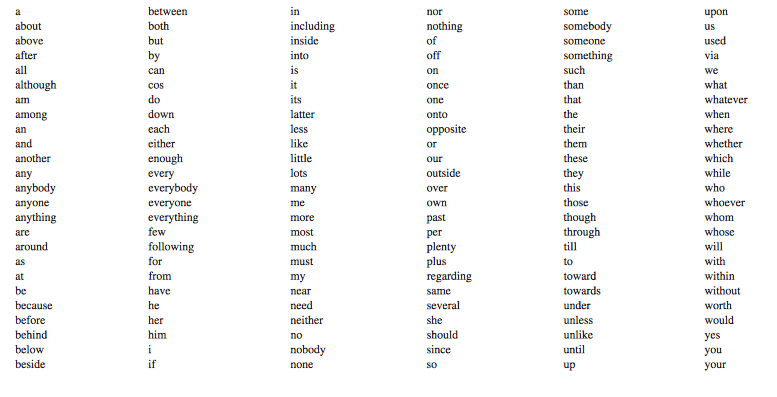 a between in nor some upon
about both including nothing somebody us
above but inside of someone used
after by into off something via
all can is on such we
although cos it once than what
am do its one that whatever
among down latter onto the when
an each less opposite their where
and either like or them whether
another enough little our these which
any every lots outside they while
anybody everybody many over this who
anyone everyone me own those whoever
anything everything more past though whom
are few most per through whose
around following much plenty till will
as for must plus to with
at from my regarding toward within
be have near same towards without
because he need several under worth
before her neither she unless would
behind him no should unlike yes
below i nobody since until you
beside if none so up your